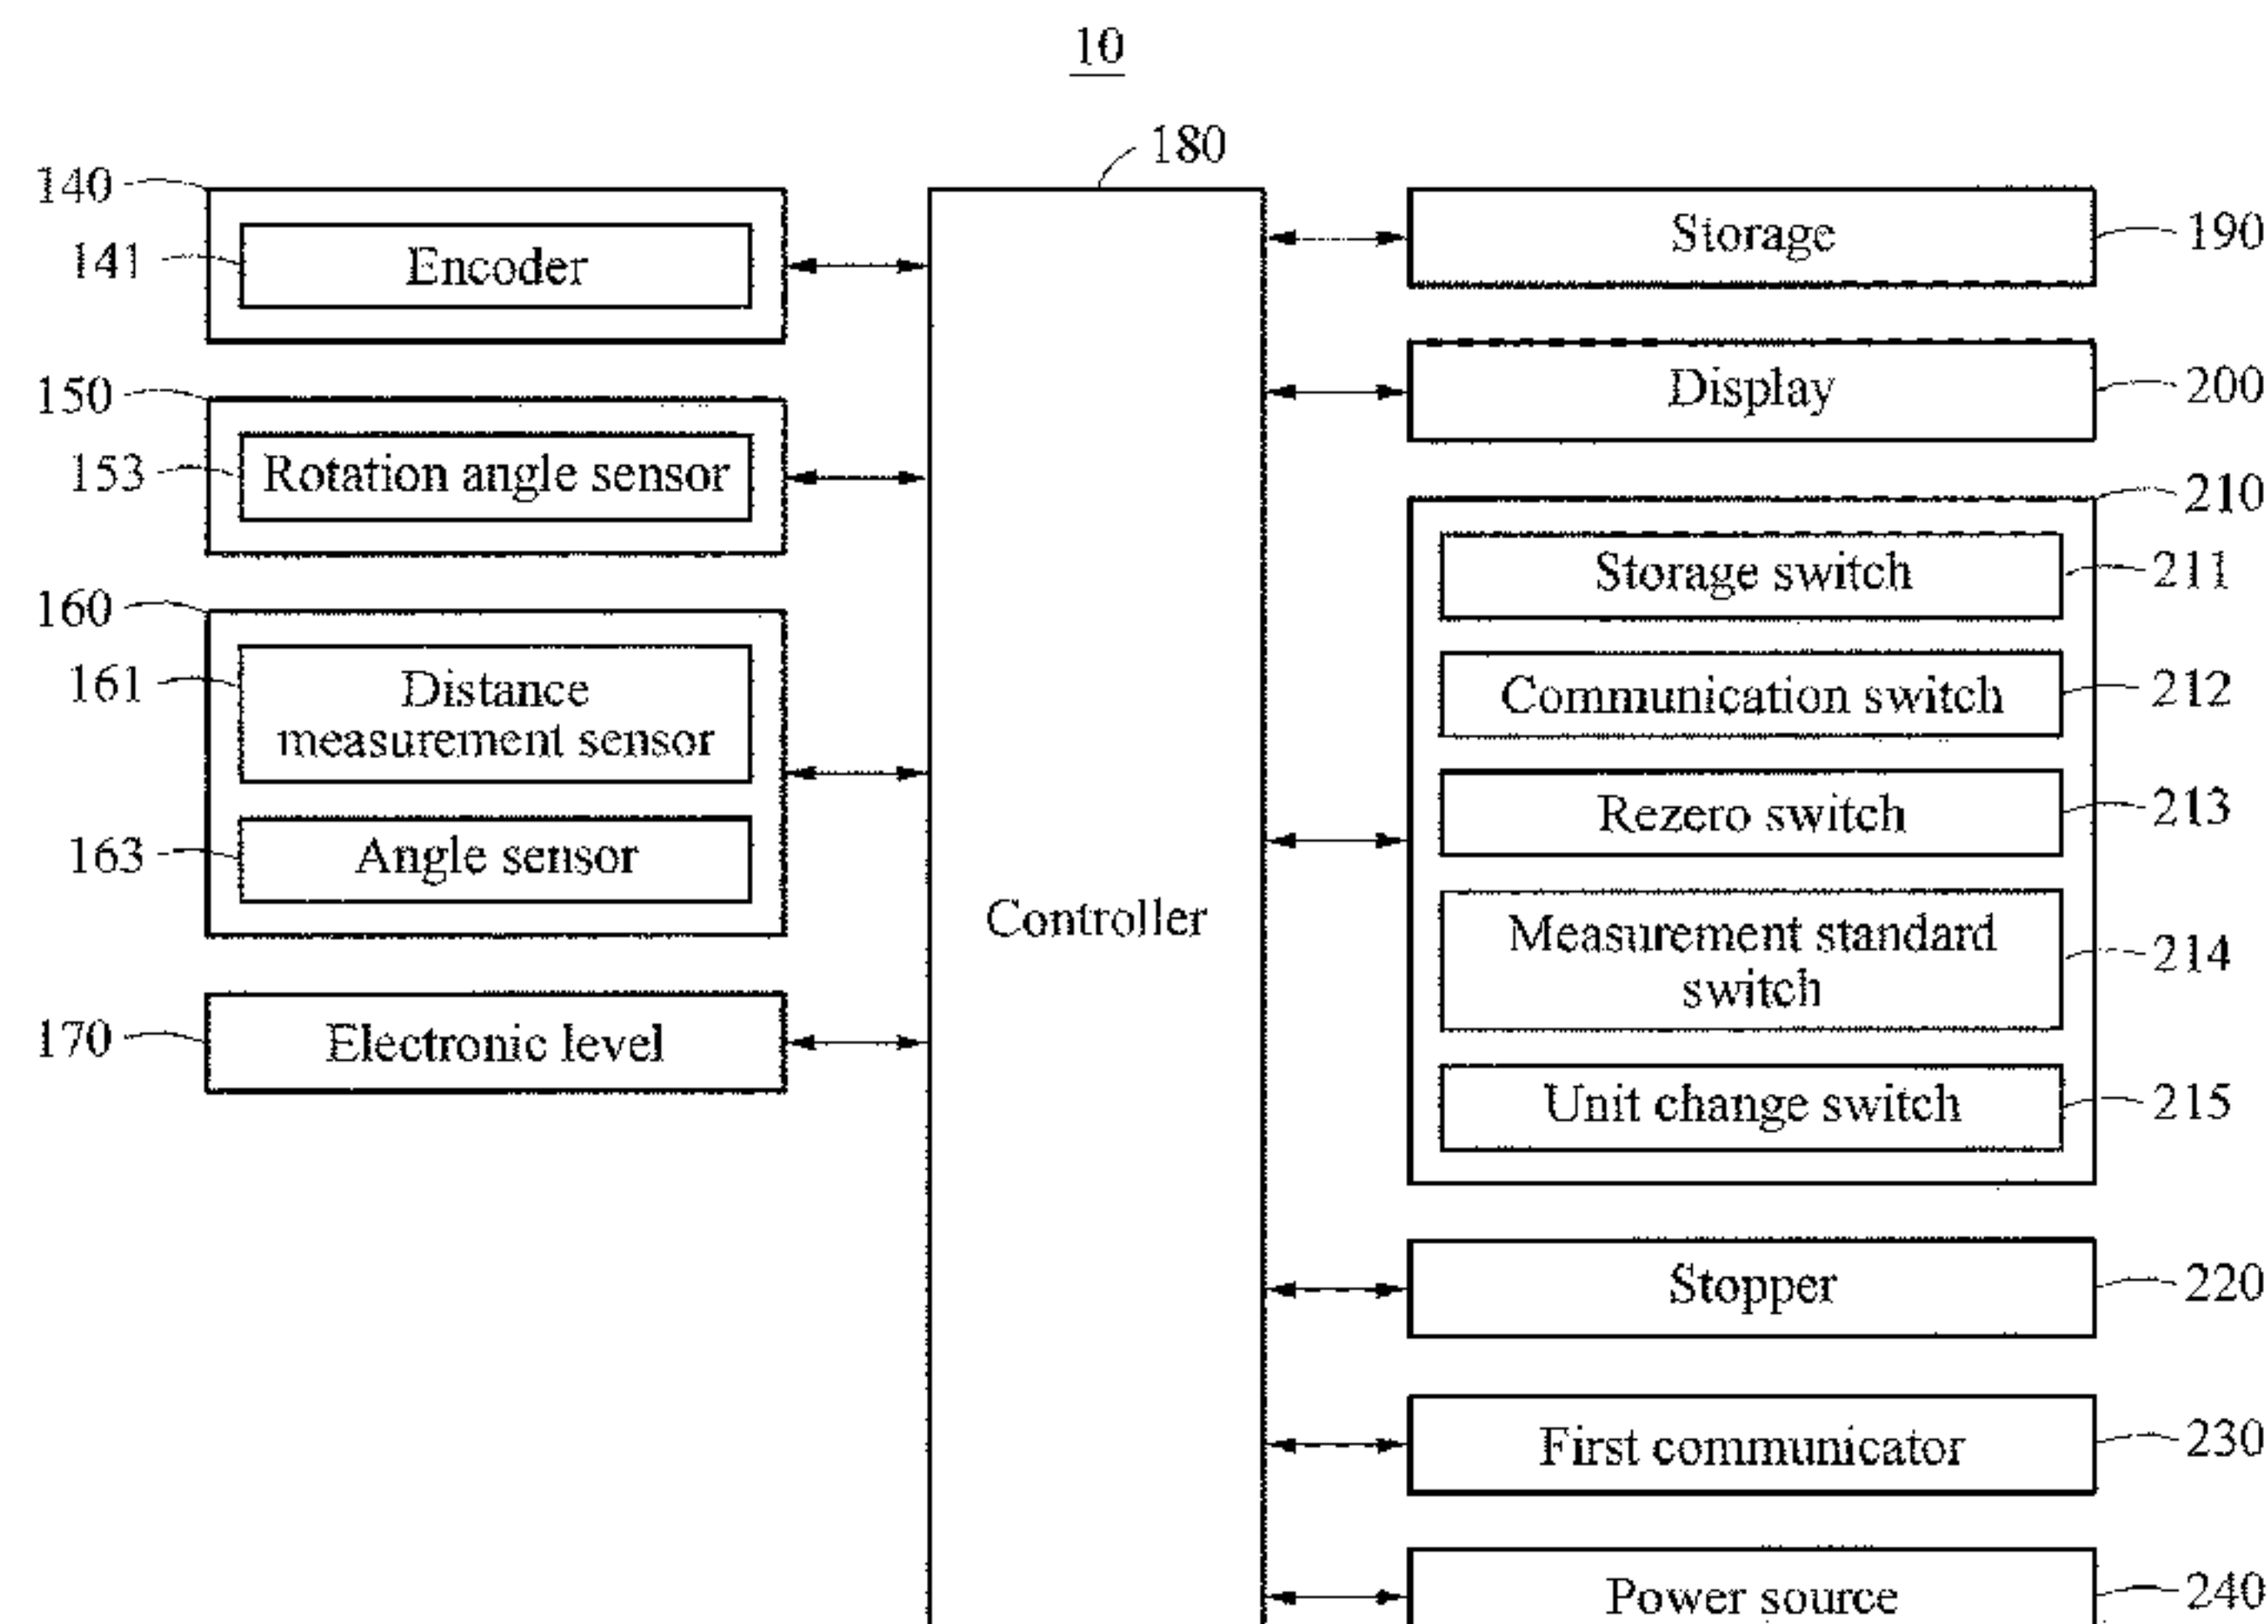 10
180
140
141
Encoder
150
153
Rotation angle sensor
160
161
Distance
measurement sensor
163
Angle sensor
170
Electronic level
Controller
Storage
190
Display
200
210
Storage switch
211
Communication switch
212
Rezero switch
213
Measurement standard
switch
214
Unit change switch
215
Stopper
220
First communicator
230
Power source
240